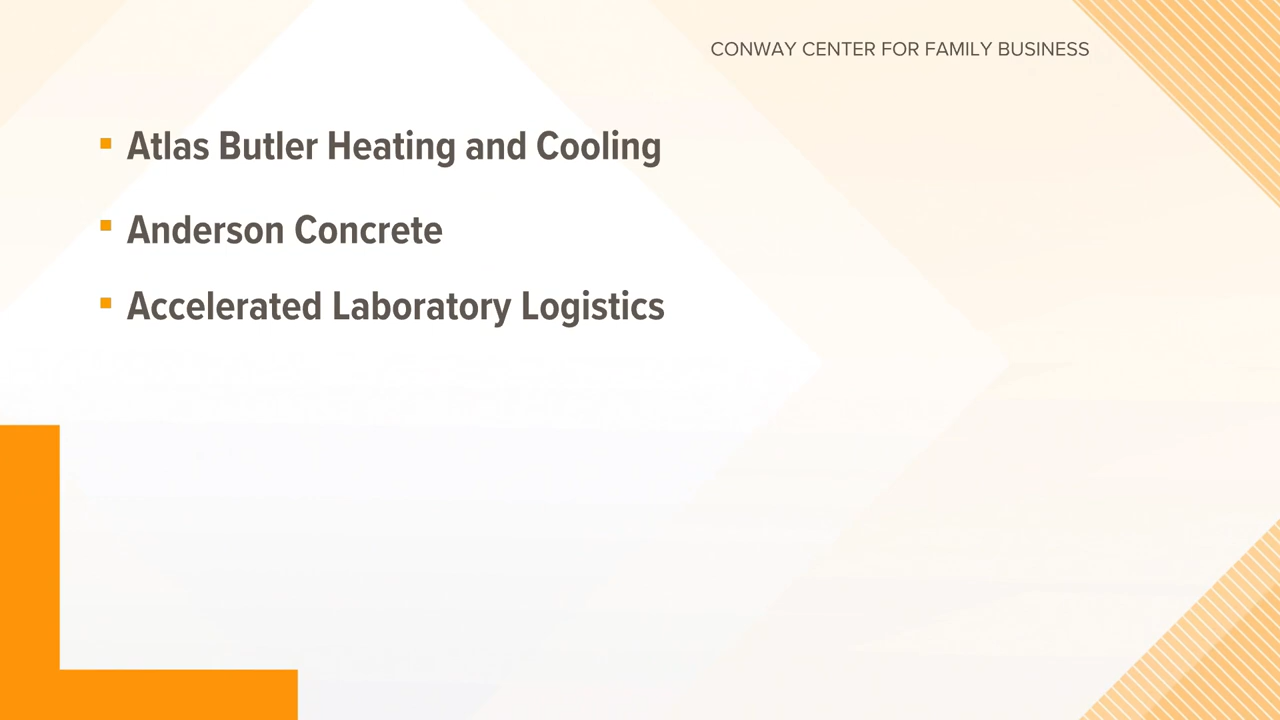 CONWAY CENTER FOR FAMILY BUSINESS
Atlas Butler Heating and Cooling
Anderson Concrete
Accelerated Laboratory Logistics